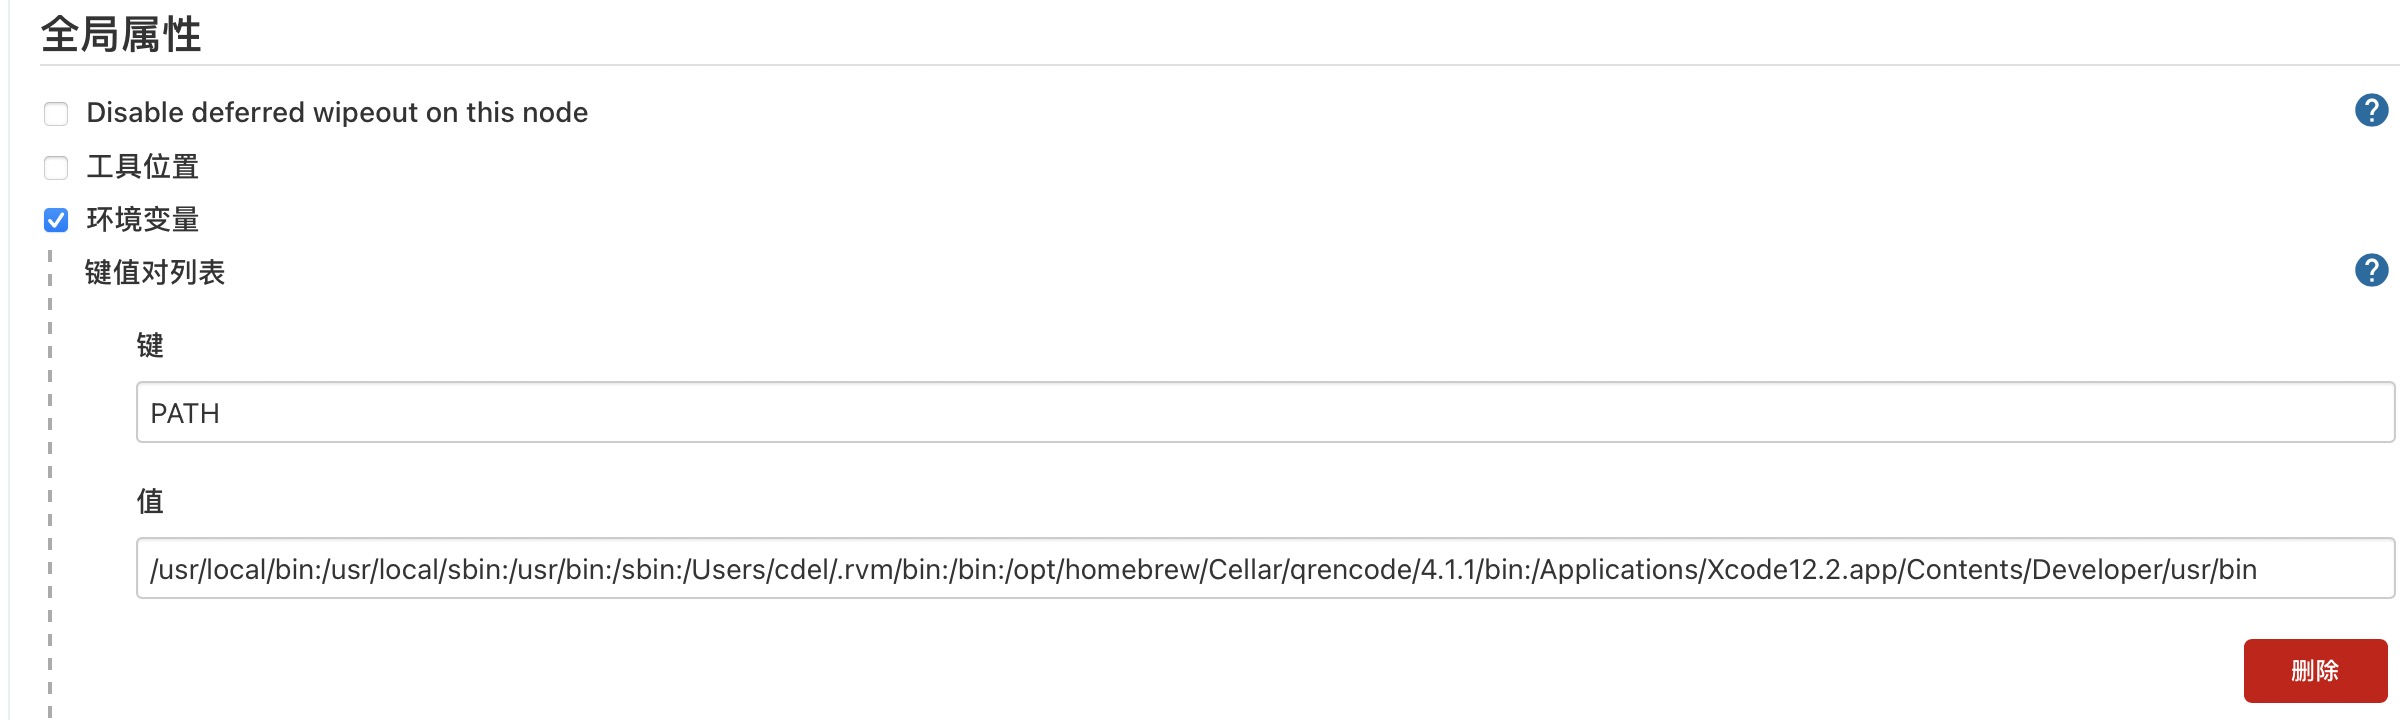 全局属性
Disable deferred wipeout on this node
?
工具位置
环境变量
键值对列表
?
键
PATH
值
/usr/local/bin:/usr/local/sbin:/usr/bin:/sbin:/Users/cdel/.rvm/bin:/bin:/opt/homebrew/Cellar/qrencode/4.1.1/bin:/Applications/Xcode12.2.app/Contents/Developer/usr/bin
删除